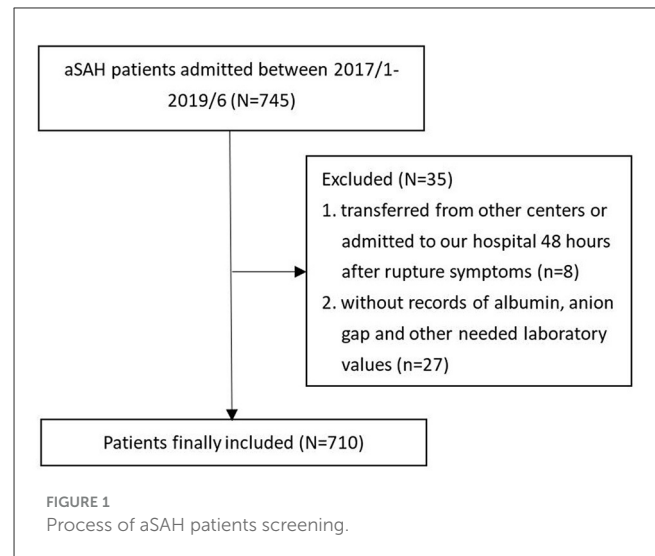 aSAH patients admitted between 2017/1-
2019/6 (N=745)
Excluded (N=35)
1. transferred from other centers or
admitted to our hospital 48 hours
after rupture symptoms (n=8)
2. without records of albumin, anion
gap and other needed laboratory
values (n=27)
Patients finally included (N=710)
FIGURE 1
Process of aSAH patients screening.